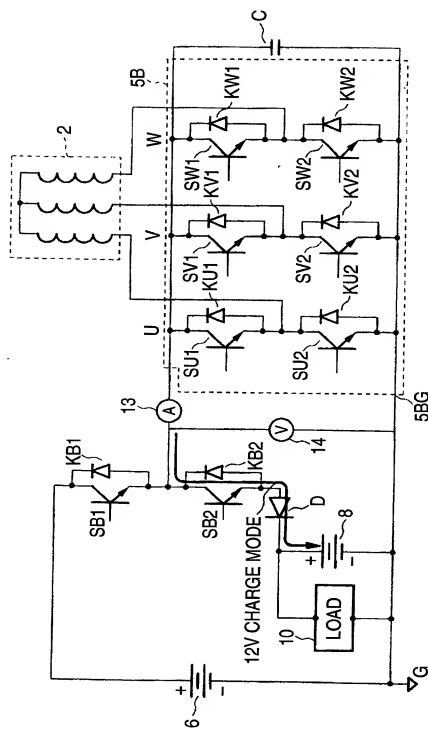 2
5B
C
U
V
W
KU1
KV1
KW1
SU1
SV1
SW1
KU2
KV2
KW2
SU2
SV2
SW2
5BG
13
A
V
14
KB1
SB1
KB2
SB2
12V CHARGE MODE
D
+
8
-
LOAD
10
+
6
-
G